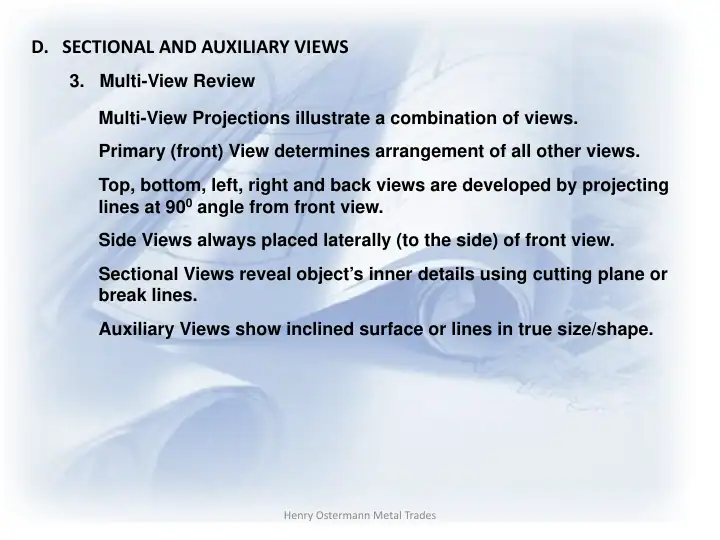 D. SECTIONAL AND AUXILIARY VIEWS
3. Multi-View Review
Multi-View Projections illustrate a combination of views.
Primary (front) View determines arrangement of all other views.
Top, bottom, left, right and back views are developed by projecting
lines at 90⁰ angle from front view.
Side Views always placed laterally (to the side) of front view.
Sectional Views reveal object’s inner details using cutting plane or
break lines.
Auxiliary Views show inclined surface or lines in true size/shape.
Henry Ostermann Metal Trades